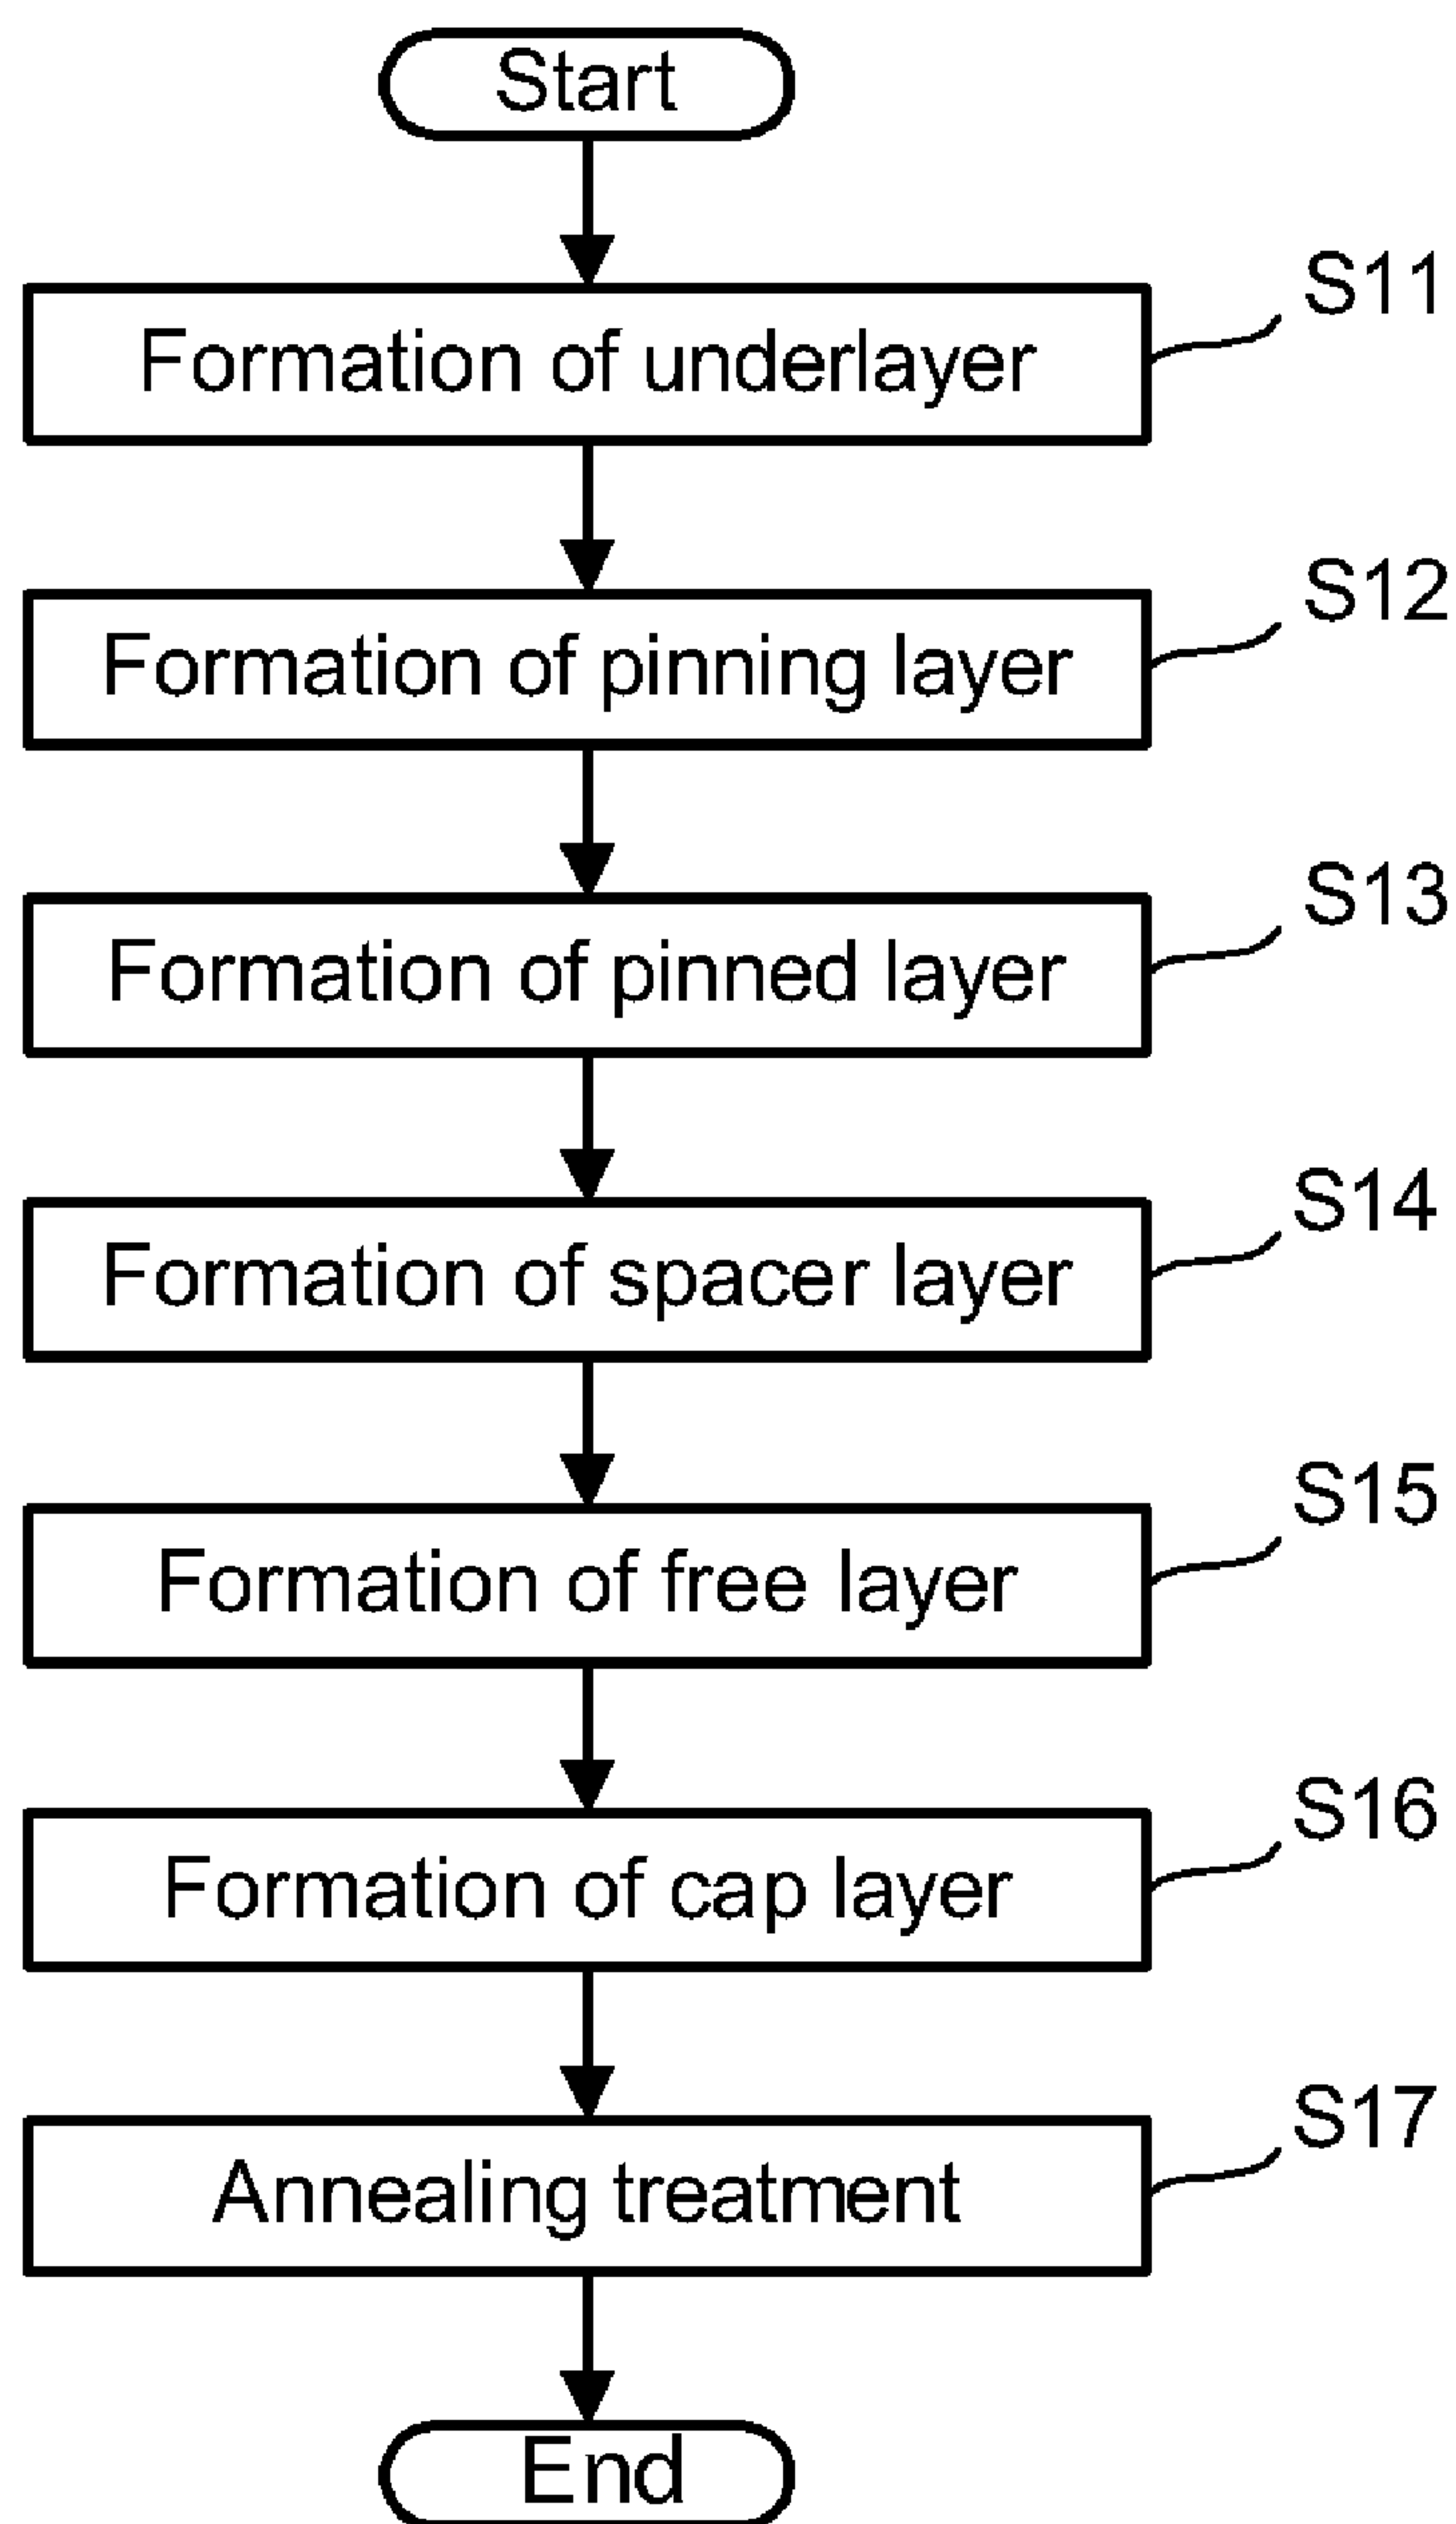 Start
Formation of underlayer
S11
Formation of pinning layer
S12
Formation of pinned layer
S13
Formation of spacer layer
S14
Formation of free layer
S15
Formation of cap layer
S16
Annealing treatment
S17
End